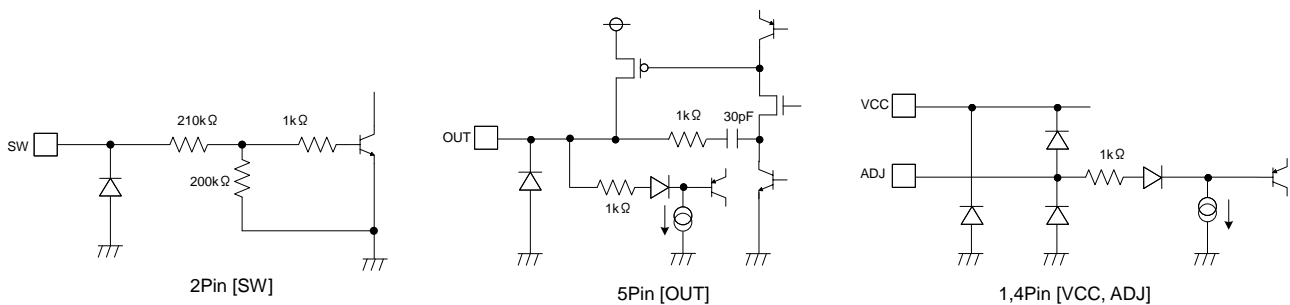 SW
210kΩ
1kΩ
200kΩ
2Pin [SW]
OUT
1kΩ
30pF
1kΩ
5Pin [OUT]
VCC
ADJ
1kΩ
1,4Pin [VCC, ADJ]